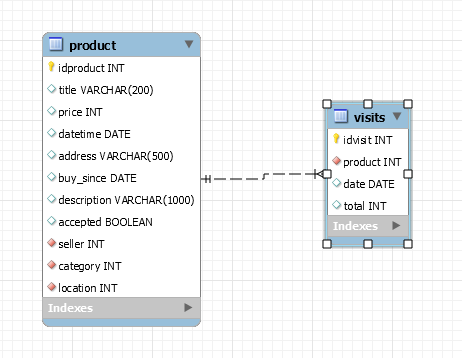 product
idproduct INT
title VARCHAR(200)
price INT
datetime DATE
address VARCHAR(500)
buy_since DATE
description VARCHAR(1000)
accepted BOOLEAN
seller INT
category INT
location INT
Indexes
visits
idvisit INT
product INT
date DATE
total INT
Indexes